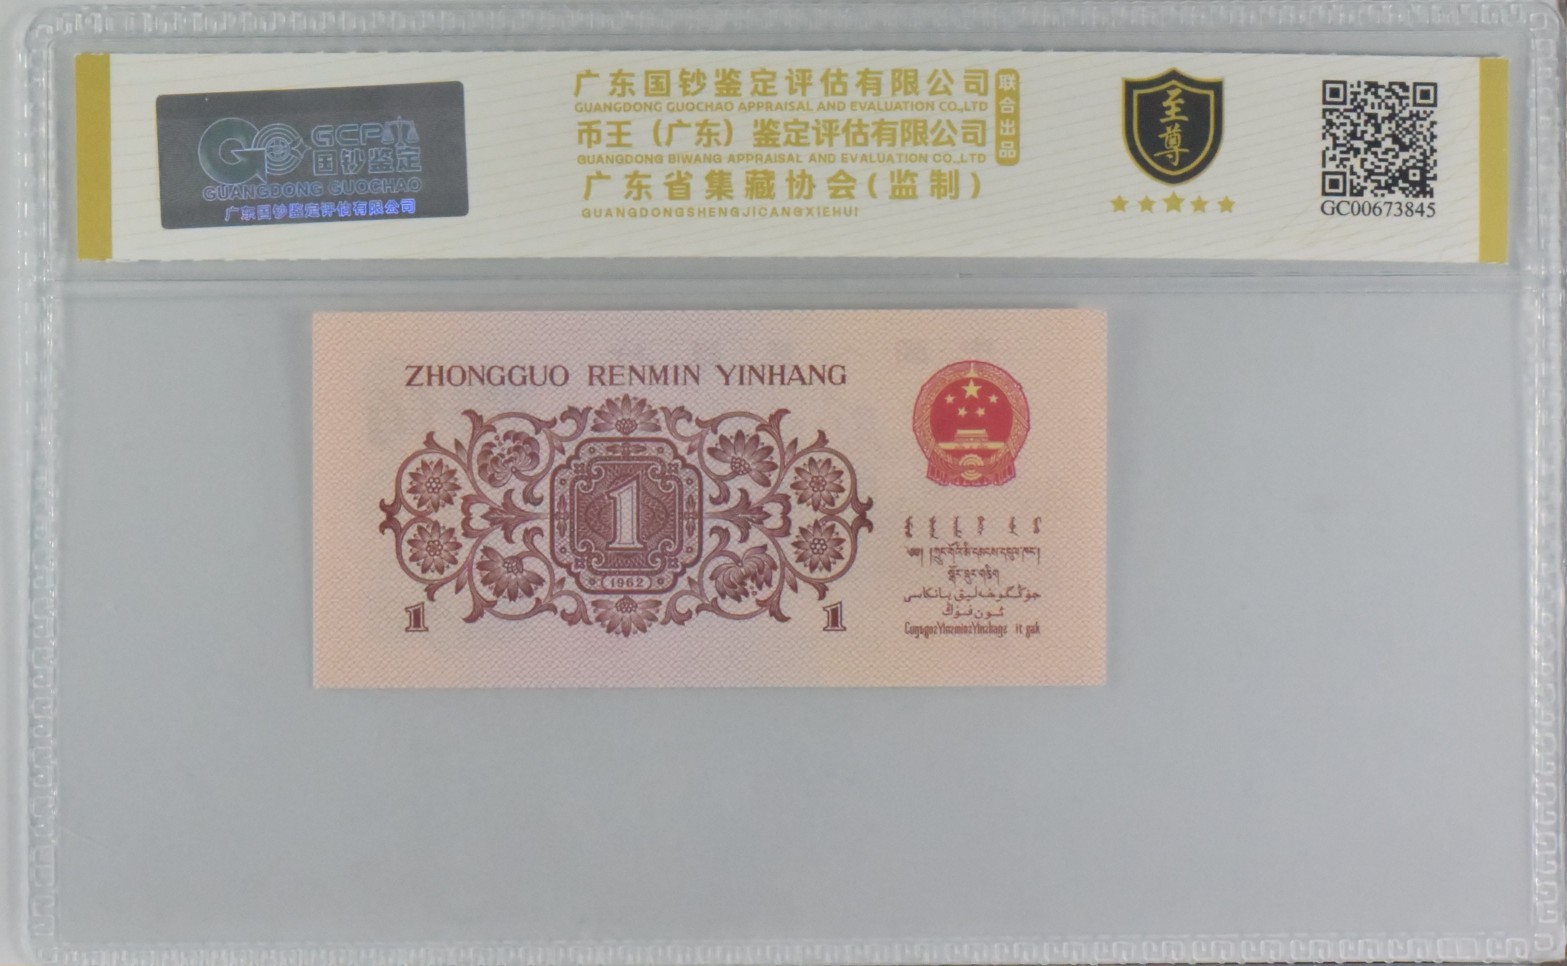 GCP
国钞鉴定
GUANGDONG GUOCHAO
广东国钞鉴定评估有限公司
广东国钞鉴定评估有限公司
GUANGDONG GUOCHAO APPRAISAL AND EVALUATION CO.,LTD
币王（广东）鉴定评估有限公司
GUANGDONG BIWANG APPRAISAL AND EVALUATION CO.,LTD
联合出品
广东省集藏协会(监制)
GUANGDONGSHENGJICANGXIEHUI
至尊
GC00673845
ZHONGGUO RENMIN YINHANG
1
1962
1
1